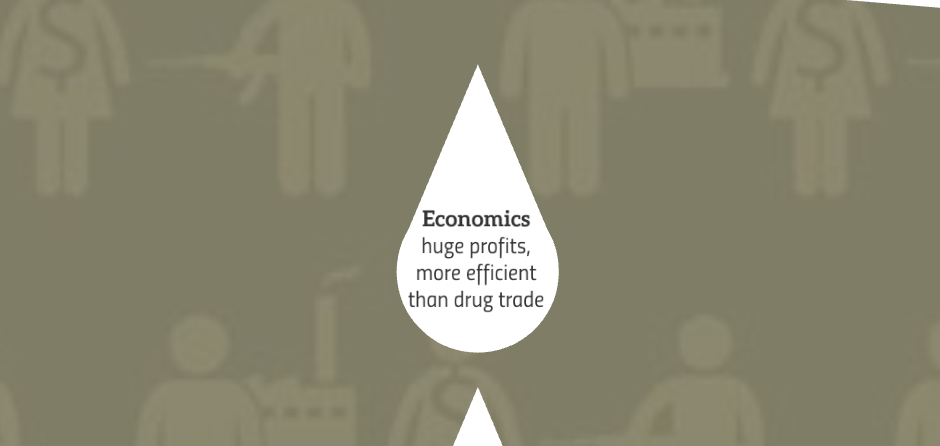 Economics
huge profits,
more efficient
than drug trade